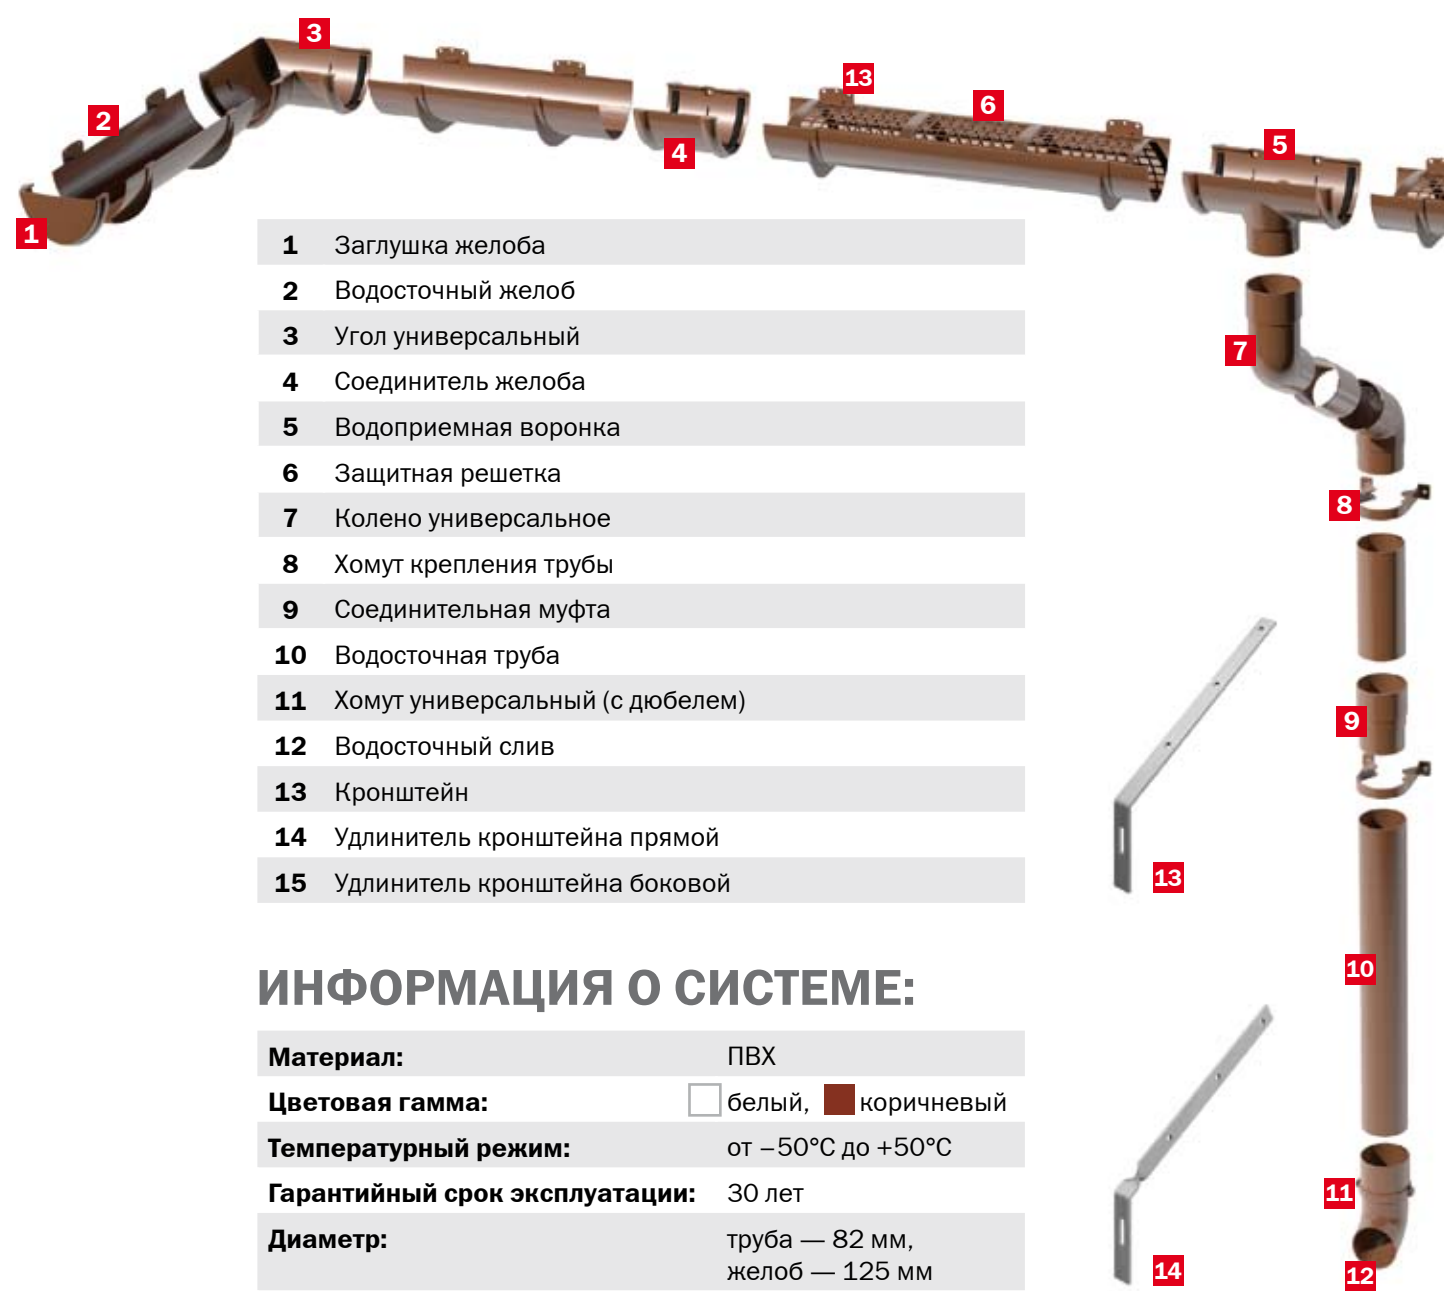 3
13
2
6
5
4
1
1 Заглушка желоба
2 Водосточный желоб
3 Угол универсальный
4 Соединитель желоба
5 Водоприемная воронка
6 Защитная решетка
7 Колено универсальное
8 Хомут крепления трубы
9 Соединительная муфта
10 Водосточная труба
11 Хомут универсальный (с дюбелем)
12 Водосточный слив
13 Кронштейн
14 Удлинитель кронштейна прямой
15 Удлинитель кронштейна боковой
7
8
9
13
10
11
14
12
ИНФОРМАЦИЯ О СИСТЕМЕ:
Материал: ПВХ
Цветовая гамма: белый, коричневый
Температурный режим: от –50°C до +50°C
Гарантийный срок эксплуатации: 30 лет
Диаметр: труба — 82 мм,
желоб — 125 мм